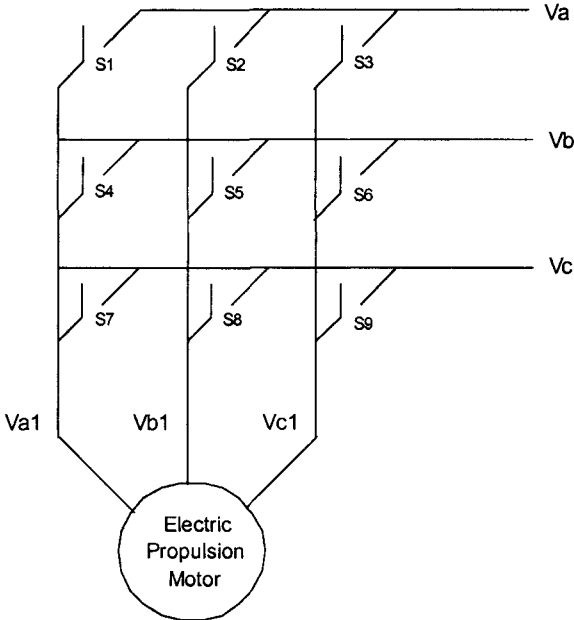 Va
S1
S2
S3
Vb
S4
S5
S6
Vc
S7
S8
S9
Va1
Vb1
Vc1
Electric
Propulsion
Motor